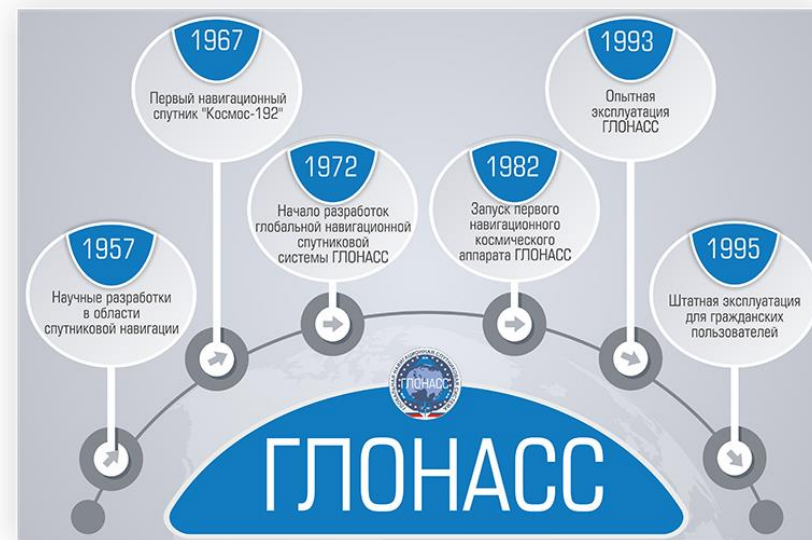 1957
Научные разработки
в области
спутниковой навигации
1967
Первый навигационный
спутник "Космос-192"
1972
Начало разработок
глобальной навигационной
спутниковой
системы ГЛОНАСС
1982
Запуск первого
навигационного
космического
аппарата ГЛОНАСС
1993
Опытная
эксплуатация
ГЛОНАСС
1995
Штатная эксплуатация
для гражданских
пользователей
ГЛОНАСС
ГЛОНАСС